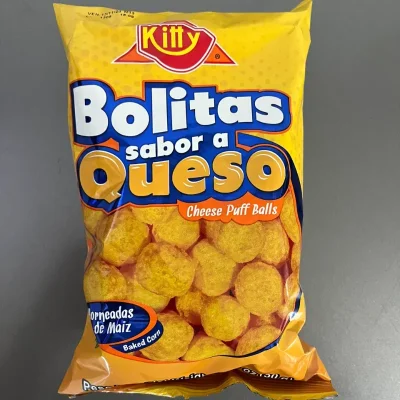 Kitty
®
Bolitas
sabor a
Queso
Cheese Puff Balls
Horneadas
de Maíz
Baked Corn